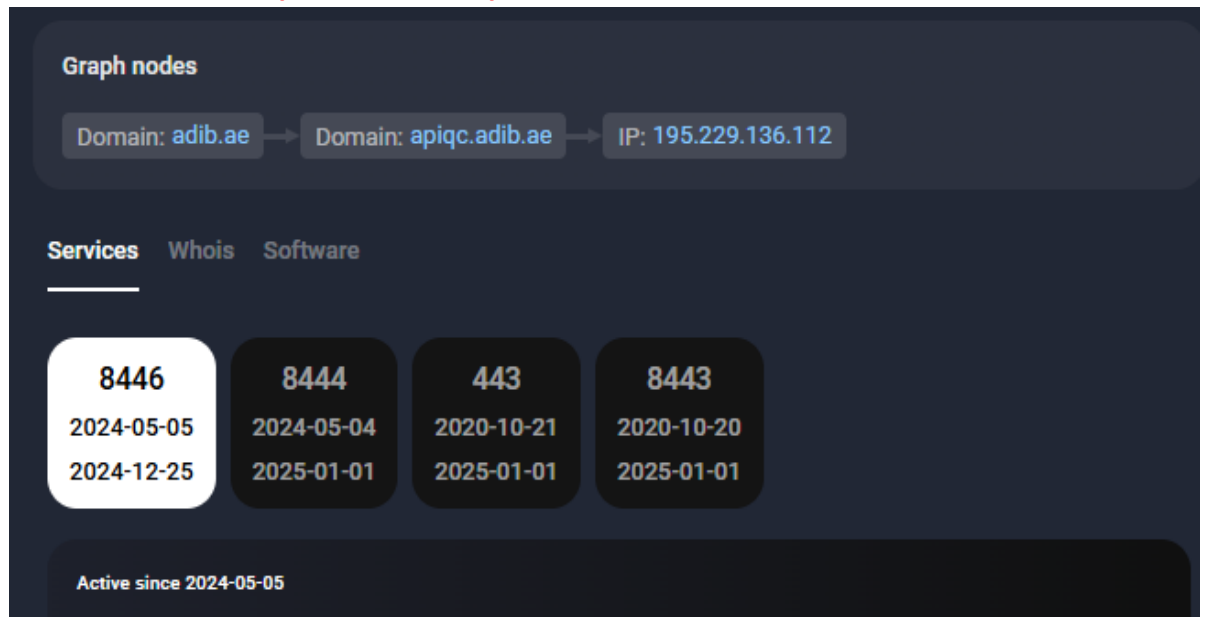 Graph nodes
Domain: adib.ae Domain: apiqc.adib.ae IP: 195.229.136.112
Services Whois Software
8446 8444 443 8443
2024-05-05 2024-05-04 2020-10-21 2020-10-20
2024-12-25 2025-01-01 2025-01-01 2025-01-01
Active since 2024-05-05